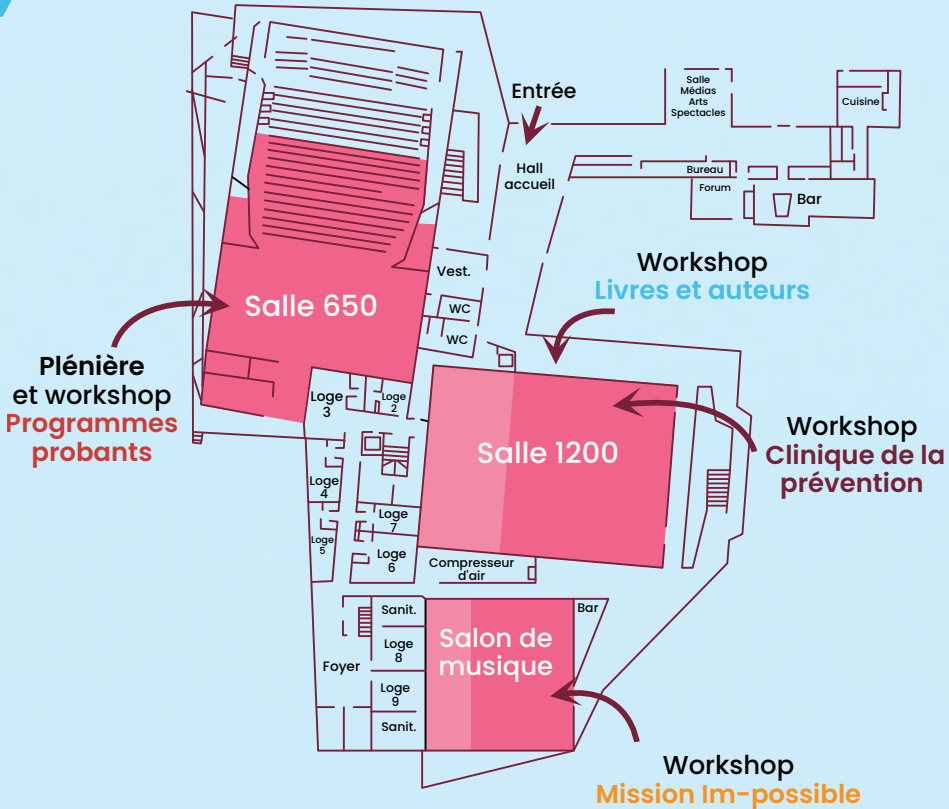 Entrée
Salle
Médias
Arts
Spectacles
Cuisine
Hall
accueil
Bureau
Forum
Bar
Workshop
Livres et auteurs
Vest.
WC
WC
Salle 650
Plénière
et workshop
Programmes
probants
Loge
3
Loge
2
Salle 1200
Workshop
Clinique de la
prévention
Loge
4
Loge
5
Loge
7
Loge
6
Compresseur
d'air
Sanit.
Bar
Salon de
musique
Loge
8
Foyer
Loge
9
Sanit.
Workshop
Mission Im-possible